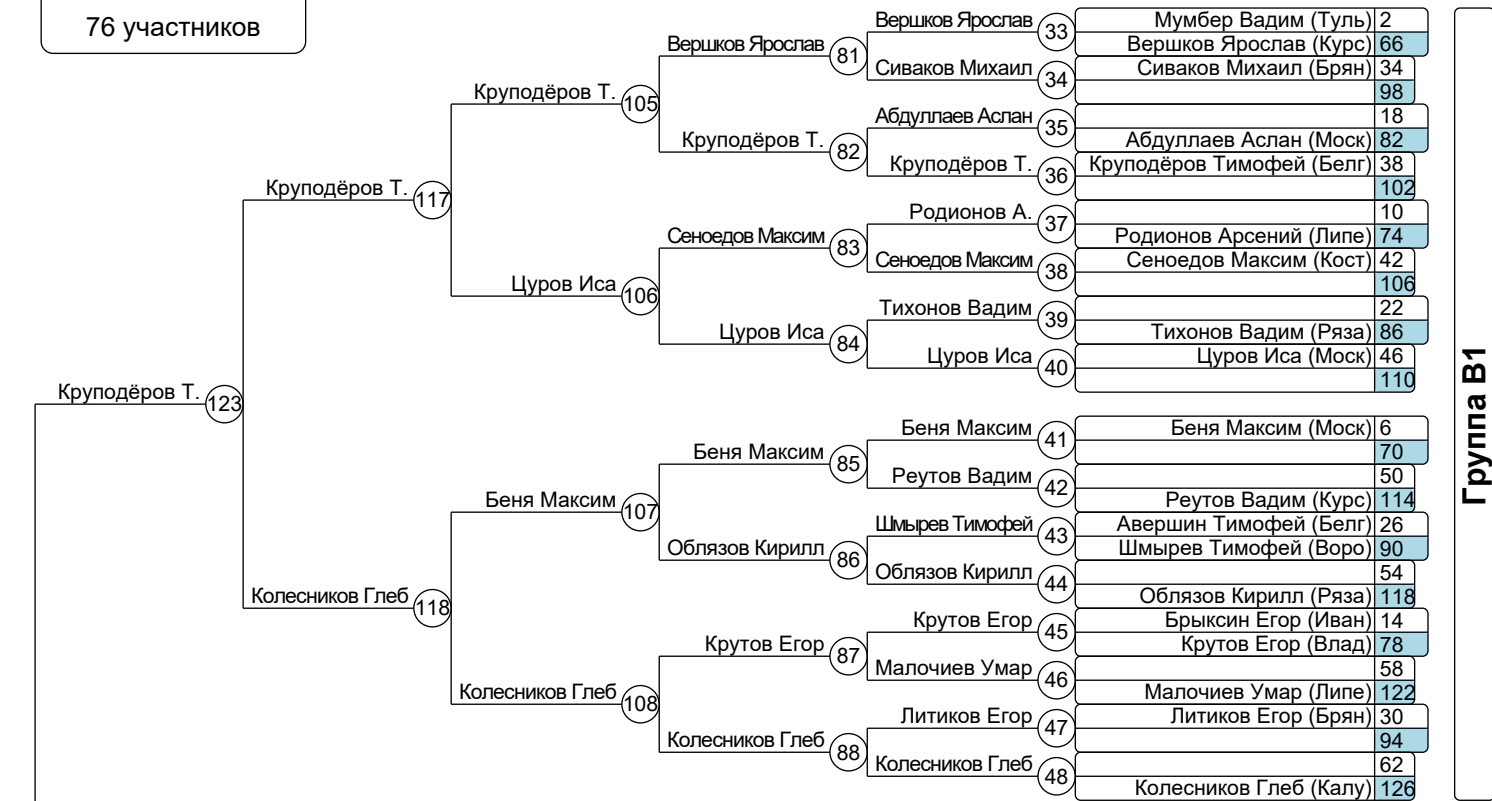 76 участников
Вершков Ярослав 33 Мумбер Вадим (Туль) 2
Вершков Ярослав 81 Вершков Ярослав (Курс) 66
Сиваков Михаил 34 Сиваков Михаил (Брян) 34
98
Круподёров Т. 105
Абдуллаев Аслан 35 18
Абдуллаев Аслан (Моск) 82
Круподёров Т. 82
Круподёров Т. 36 Круподёров Тимофей (Белг) 38
102
Круподёров Т. 117
Родионов А. 37 10
Сеноедов Максим 83 Родионов Арсений (Липе) 74
Сеноедов Максим 38 Сеноедов Максим (Кост) 42
106
Цуров Иса 106
Тихонов Вадим 39 22
Цуров Иса 84 Тихонов Вадим (Ряза) 86
Цуров Иса 40 Цуров Иса (Моск) 46
110
Круподёров Т. 123
Беня Максим 41 Беня Максим (Моск) 6
Беня Максим 85 70
Реутов Вадим 42 50
Реутов Вадим (Курс) 114
Беня Максим 107
Шмырев Тимофей 43 Авершин Тимофей (Белг) 26
Облязов Кирилл 86 Шмырев Тимофей (Воро) 90
Облязов Кирилл 44 54
Облязов Кирилл (Ряза) 118
Колесников Глеб 118
Крутов Егор 45 Брыксин Егор (Иван) 14
Крутов Егор 87 Крутов Егор (Влад) 78
Малочиев Умар 46 58
Малочиев Умар (Липе) 122
Колесников Глеб 108
Литиков Егор 47 Литиков Егор (Брян) 30
Колесников Глеб 88 94
Колесников Глеб 48 62
Колесников Глеб (Калу) 126
Группа B1